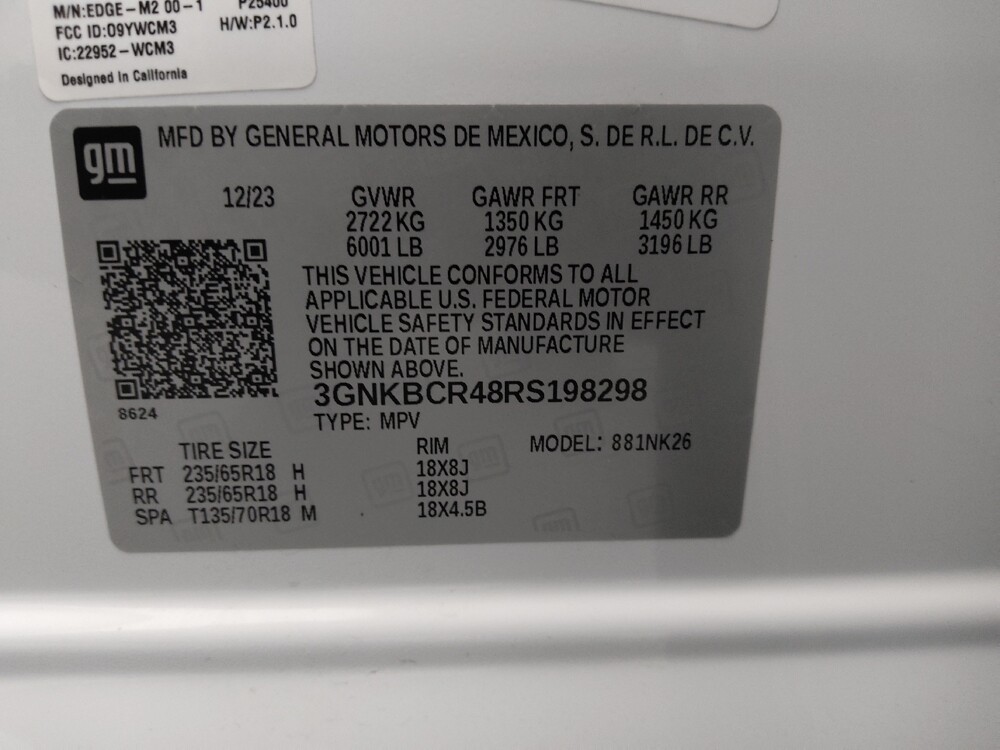 M/N:EDGE-M2 00-1 P25400
FCC ID:O9YWCM3 H/W:P2.1.0
IC:22952-WCM3
Designed in California
gm
MFD BY GENERAL MOTORS DE MEXICO, S. DE R.L. DE C.V.
12/23 GVWR GAWR FRT GAWR RR
2722 KG 1350 KG 1450 KG
6001 LB 2976 LB 3196 LB
THIS VEHICLE CONFORMS TO ALL
APPLICABLE U.S. FEDERAL MOTOR
VEHICLE SAFETY STANDARDS IN EFFECT
ON THE DATE OF MANUFACTURE
SHOWN ABOVE.
3GNKBCR48RS198298
8624
TYPE: MPV
TIRE SIZE RIM MODEL: 881NK26
FRT 235/65R18 H 18X8J
RR 235/65R18 H 18X8J
SPA T135/70R18 M 18X4.5B